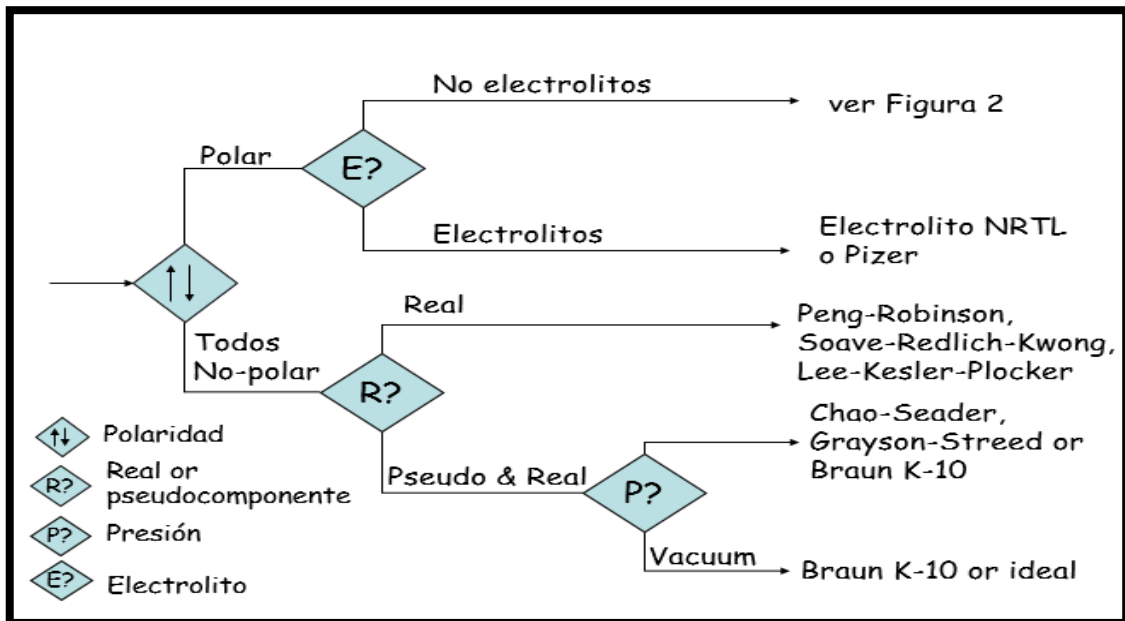 No electrolitos
ver Figura 2
Polar
E?
Electrolitos
Electrolito NRTL
o Pizer
Real
Peng-Robinson,
Soave-Redlich-Kwong,
Lee-Kesler-Plocker
Todos
No-polar
R?
Chao-Seader,
Grayson-Streed or
Braun K-10
Pseudo & Real
P?
Vacuum
Braun K-10 or ideal
Polaridad
R?
Real or
pseudocomponente
P?
Presión
E?
Electrolito